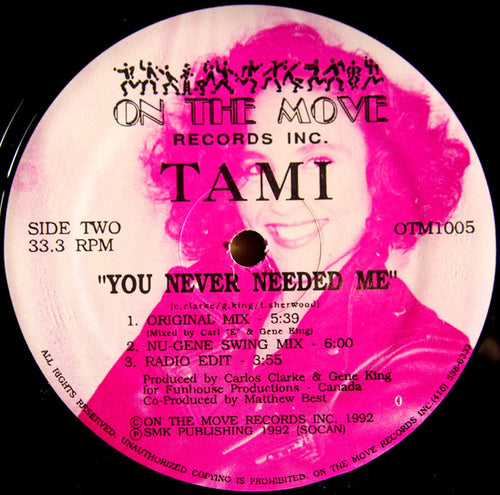 ON THE MOVE
RECORDS INC.
TAMI
SIDE TWO
33.3 RPM
OTM1005
"YOU NEVER NEEDED ME"
(c.clarke/g.king/t.sherwood)
1. ORIGINAL MIX - 5:39
(Mixed by Carl "E" & Gene King)
2. NU-GENE SWING MIX - 6:00
3. RADIO EDIT - 3:55
Produced by Carlos Clarke & Gene King
for Funhouse Productions - Canada
Co-Produced by Matthew Best
© ON THE MOVE RECORDS INC. 1992
℗ SMK PUBLISHING 1992 (SOCAN)
ALL RIGHTS RESERVED. UNAUTHORIZED COPYING IS PROHIBITED. ON THE MOVE RECORDS INC. (416)